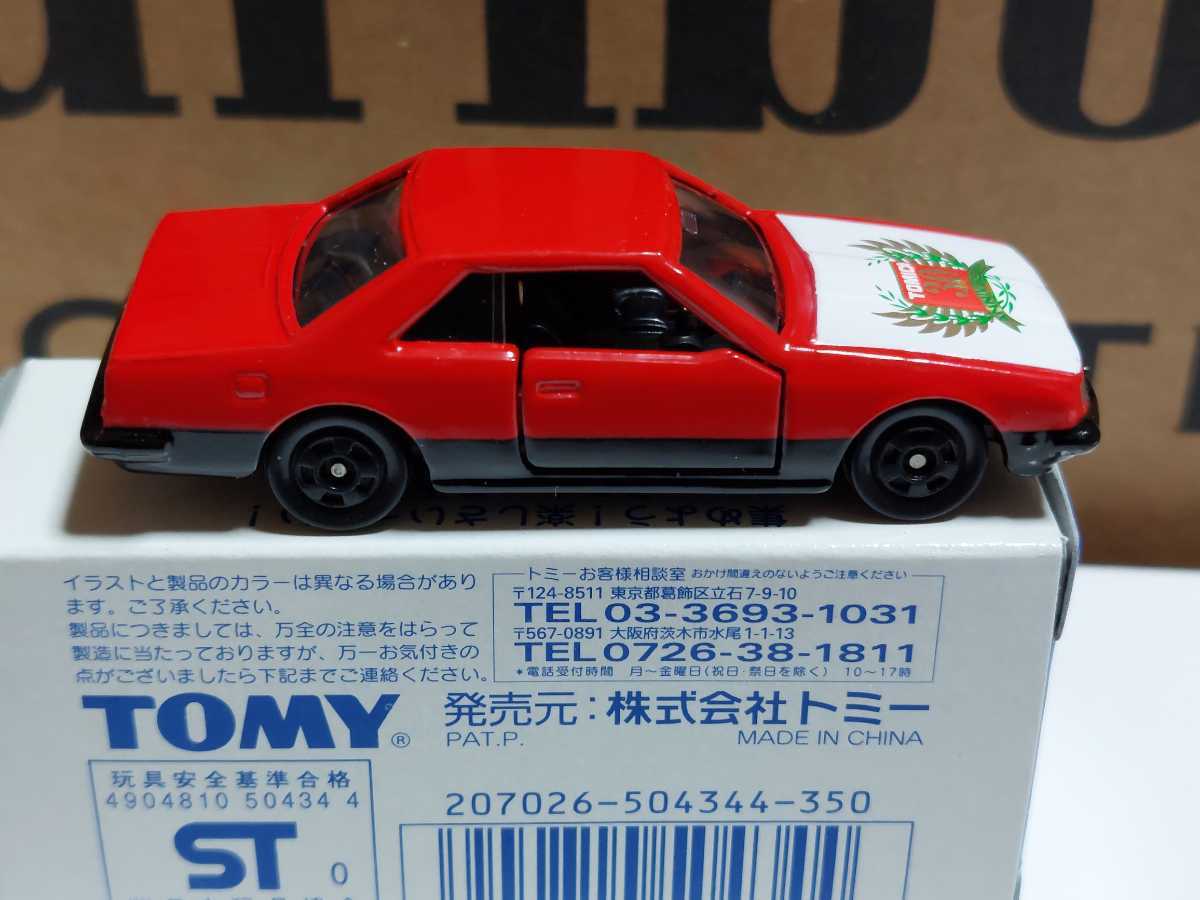 TOMICA
イラストと製品のカラーは異なる場合があり
ます。ご了承ください。
製品につきましては、万全の注意をはらって
製造に当たっておりますが、万一お気付きの
点がございましたら下記までご連絡ください。
トミーお客様相談室 おかけ間違えのないようご注意ください
〒124-8511 東京都葛飾区立石7-9-10
TEL03-3693-1031
〒567-0891 大阪府茨木市水尾1-1-13
TEL0726-38-1811
*電話受付時間 月〜金曜日(祝日·祭日を除く) 10〜17時
TOMY®
発売元：株式会社トミー
PAT.P.
MADE IN CHINA
玩具安全基準合格
4904810 50434 4
ST
0
207026-504344-350